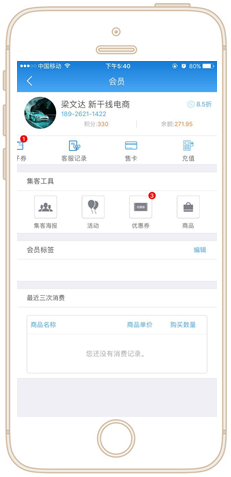 中国移动 下午5:40 80%
会员
梁文达 新干线电商 8.5折
189-2621-1422
积分:330 余额:271.95
子券 1 客服记录 售卡 充值
集客工具
集客海报 活动 优惠券 3 商品
会员标签 编辑
最近三次消费
商品名称 商品单价 购买数量
您还没有消费记录。